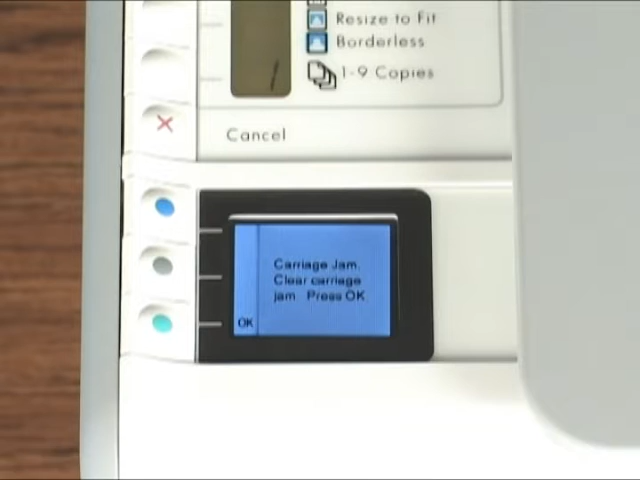 Resize to Fit
Borderless
1-9 Copies
Cancel
Carriage Jam.
Clear carriage
jam Press OK
OK